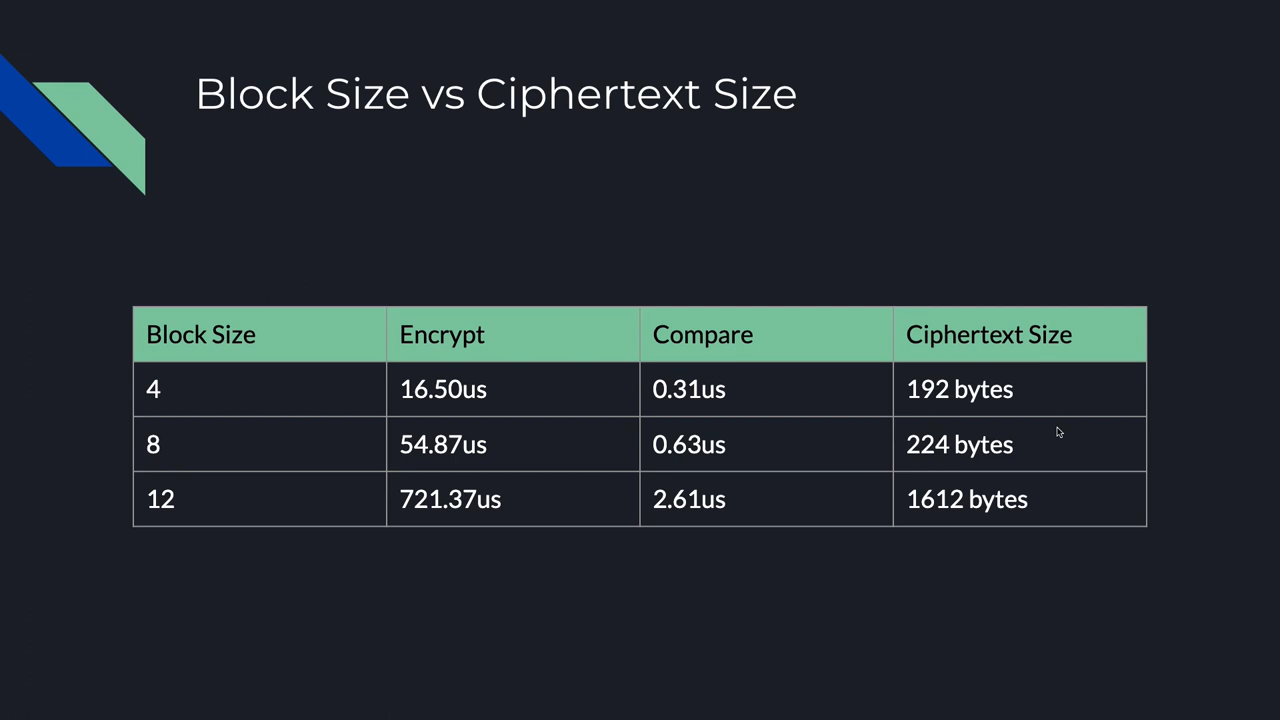 Block Size vs Ciphertext Size
Block Size Encrypt Compare Ciphertext Size
4 16.50us 0.31us 192 bytes
8 54.87us 0.63us 224 bytes
12 721.37us 2.61us 1612 bytes